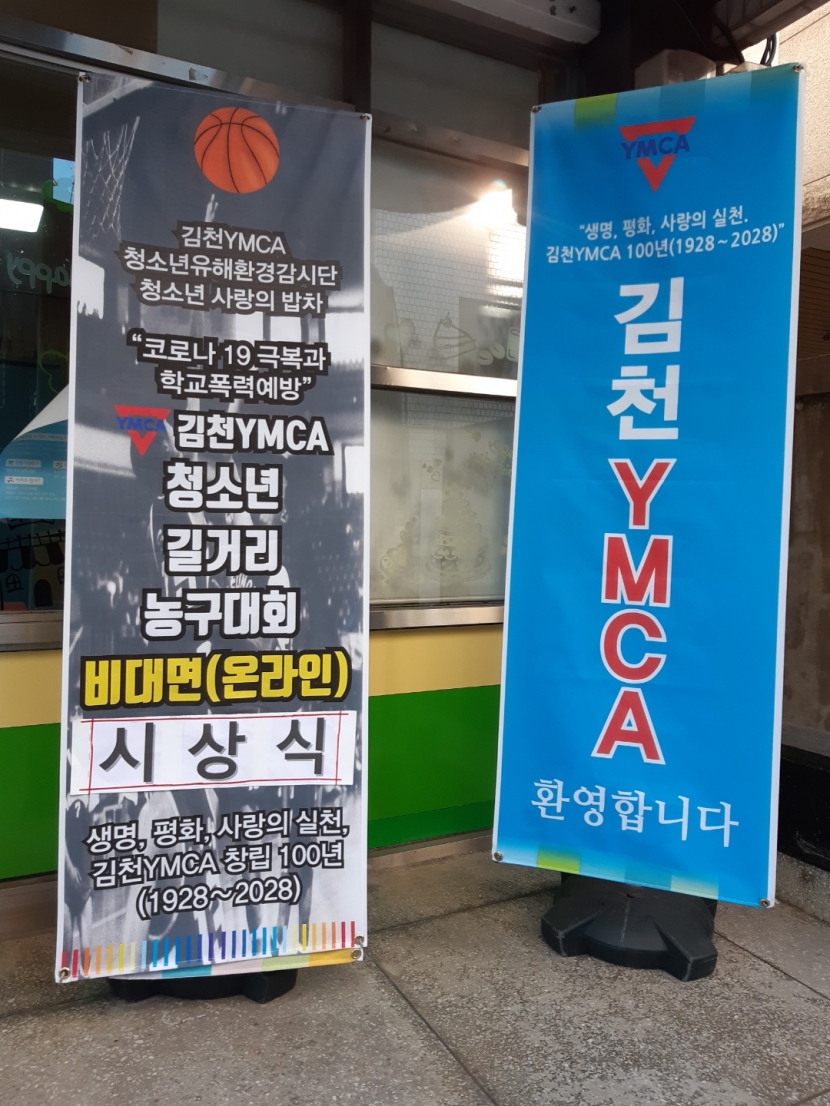 김천YMCA
청소년유해환경감시단
청소년 사랑의 밥차
"코로나 19 극복과
학교폭력예방"
YMCA 김천YMCA
청소년
길거리
농구대회
비대면(온라인)
시상식
생명, 평화, 사랑의 실천,
김천YMCA 창립 100년
(1928~2028)
YMCA
"생명, 평화, 사랑의 실천.
김천YMCA 100년(1928~2028)"
김천YMCA
환영합니다